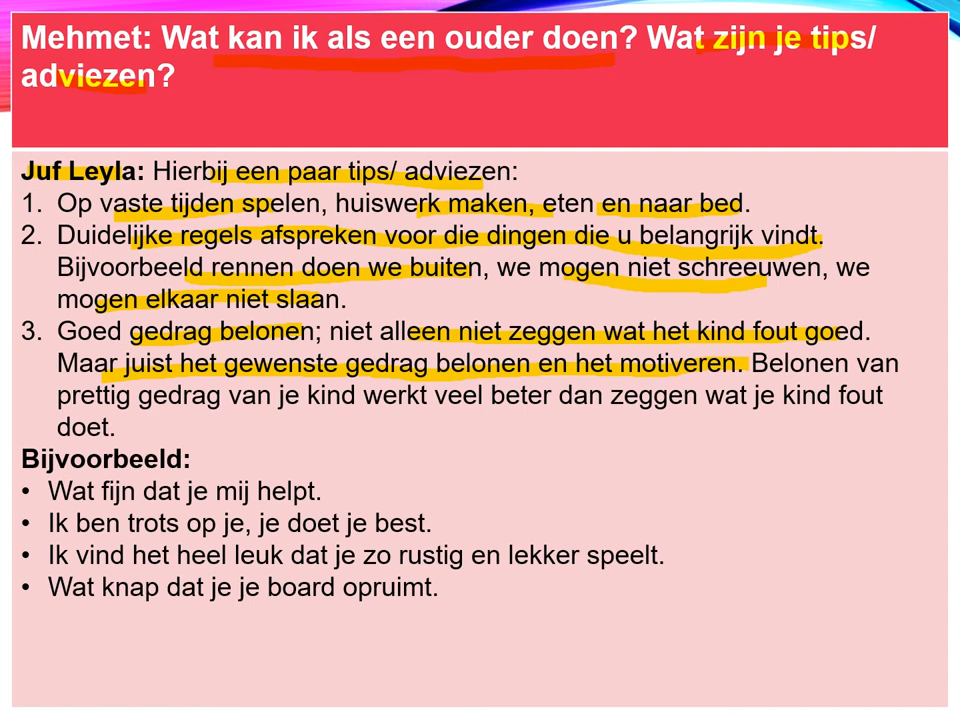 Mehmet: Wat kan ik als een ouder doen? Wat zijn je tips/
adviezen?
Juf Leyla: Hierbij een paar tips/ adviezen:
1. Op vaste tijden spelen, huiswerk maken, eten en naar bed.
2. Duidelijke regels afspreken voor die dingen die u belangrijk vindt.
Bijvoorbeeld rennen doen we buiten, we mogen niet schreeuwen, we
mogen elkaar niet slaan.
3. Goed gedrag belonen; niet alleen niet zeggen wat het kind fout goed.
Maar juist het gewenste gedrag belonen en het motiveren. Belonen van
prettig gedrag van je kind werkt veel beter dan zeggen wat je kind fout
doet.
Bijvoorbeeld:
• Wat fijn dat je mij helpt.
• Ik ben trots op je, je doet je best.
• Ik vind het heel leuk dat je zo rustig en lekker speelt.
• Wat knap dat je je board opruimt.